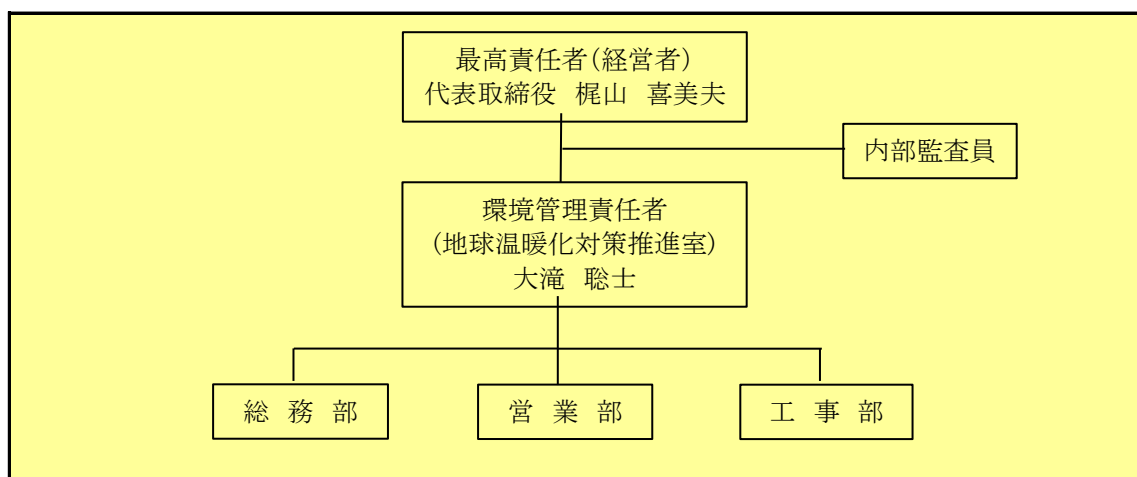 最高責任者(経営者)
代表取締役 梶山 喜美夫
内部監査員
環境管理責任者
(地球温暖化対策推進室)
大滝 聡士
総 務 部
営 業 部
工 事 部